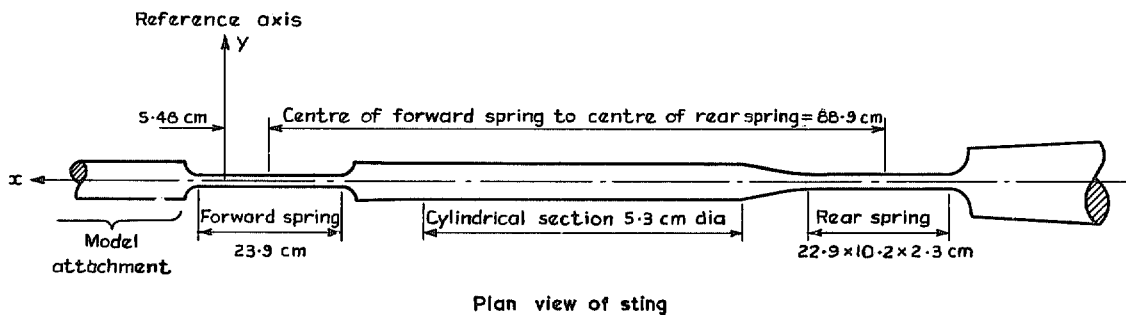 Reference axis
y
5.48 cm
Centre of forward spring to centre of rear spring = 88.9 cm
x
Forward spring
23.9 cm
Cylindrical section 5.3 cm dia
Rear spring
22.9 x 10.2 x 2.3 cm
Model
attachment
Plan view of sting